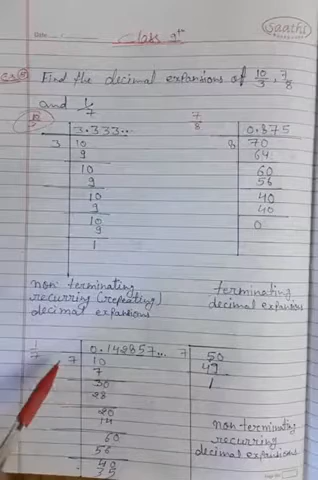 Saathi
Date
Class 9th
Find the decimal expansions of 10/3, 7/8
and 1/7
10/3
3.333..
3 10
9
10
9
10
9
10
9
1
7/8
0.875
8 70
64
60
56
40
40
0
non terminating
recurring (repeating)
decimal expansions
terminating
decimal expansions
1/7
0.142857...
7 10
7
30
28
20
14
60
56
40
35
7 50
49
1
non-terminating
recurring
decimal expansions